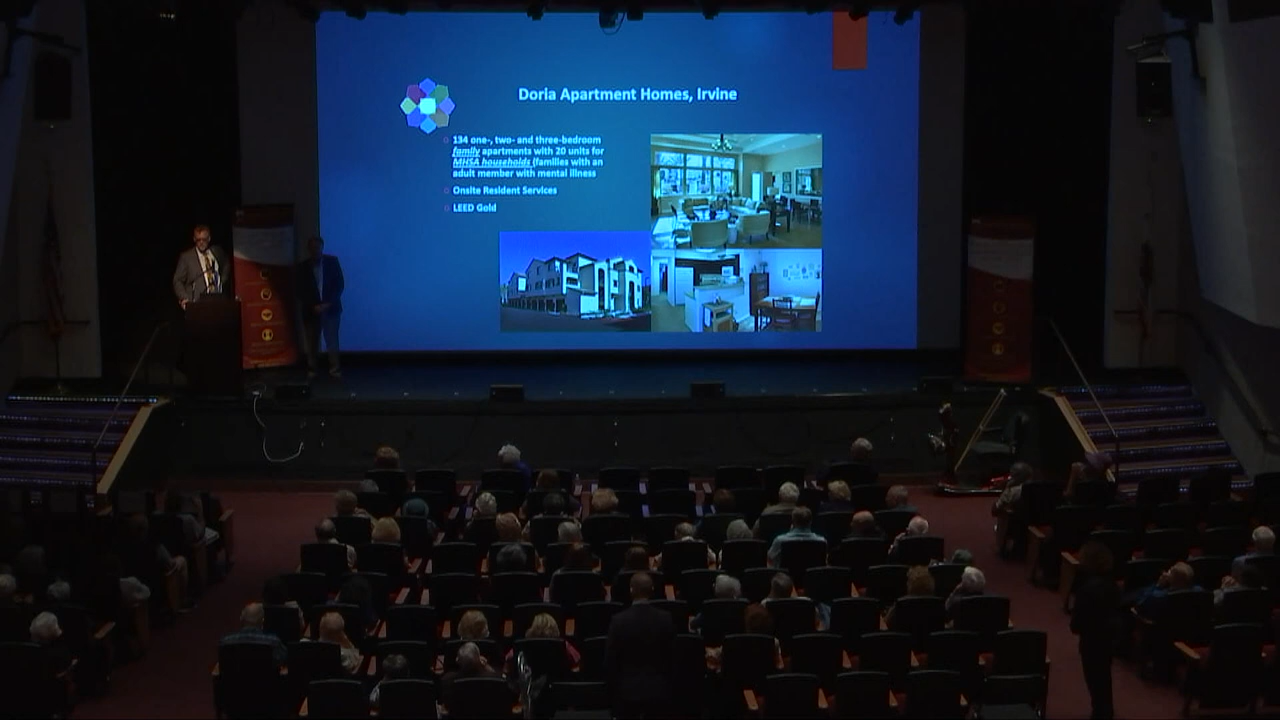 Doria Apartment Homes, Irvine
134 one-, two- and three-bedroom
family apartments with 20 units for
MHSA households (families with an
adult member with mental illness
Onsite Resident Services
LEED Gold